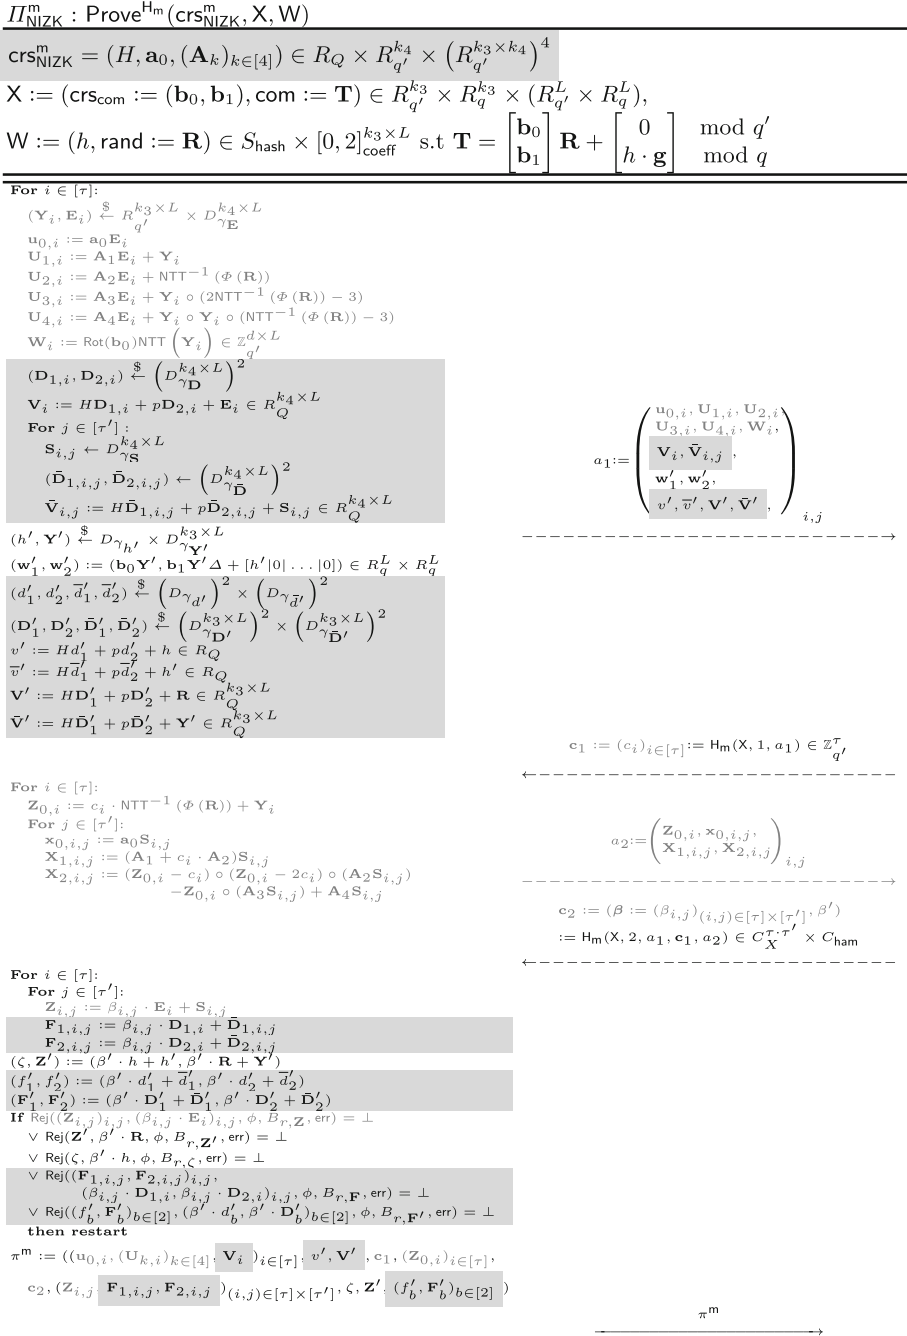 Π^m_NIZK : Prove^{H_m}(crs^m_NIZK, X, W)
crs^m_NIZK = (H, a_0, (A_k)_{k∈[4]}) ∈ R_Q × R_{q'}^{k_4} × (R_{q'}^{k_3×k_4})^4
X := (crs_com := (b_0, b_1), com := T) ∈ R_{q'}^{k_3} × R_q^{k_3} × (R_{q'}^L × R_q^L),
W := (h, rand := R) ∈ S_hash × [0, 2]_coeff^{k_3×L} s.t T = [b_0 b_1] R + [0 h · g] mod q' mod q
For i ∈ [τ]:
(Y_i, E_i) ←$ R_{q'}^{k_3×L} × D_{γ_E}^{k_4×L}
u_{0,i} := a_0 E_i
U_{1,i} := A_1 E_i + Y_i
U_{2,i} := A_2 E_i + NTT^{-1} (Φ (R))
U_{3,i} := A_3 E_i + Y_i ∘ (2NTT^{-1} (Φ (R)) − 3)
U_{4,i} := A_4 E_i + Y_i ∘ Y_i ∘ (NTT^{-1} (Φ (R)) − 3)
W_i := Rot(b_0)NTT (Y_i) ∈ Z_{q'}^{d×L}
(D_{1,i}, D_{2,i}) ←$ (D_{γ_D}^{k_4×L})^2
V_i := HD_{1,i} + pD_{2,i} + E_i ∈ R_Q^{k_4×L}
For j ∈ [τ']:
S_{i,j} ← D_{γ_S}^{k_4×L}
(D̄_{1,i,j}, D̄_{2,i,j}) ← (D_{γ_D̄}^{k_4×L})^2
V̄_{i,j} := HD̄_{1,i,j} + pD̄_{2,i,j} + S_{i,j} ∈ R_Q^{k_4×L}
a_1 := (u_{0,i}, U_{1,i}, U_{2,i}
U_{3,i}, U_{4,i}, W_i,
V_i, V̄_{i,j},
w'_1, w'_2,
v', v̄', V', V̄',)_{i,j}
(h', Y') ←$ D_{γ_{h'}} × D_{γ_{Y'}}^{k_3×L}
(w'_1, w'_2) := (b_0 Y', b_1 Y'Δ + [h'|0| . . . |0]) ∈ R_q^L × R_q^L
(d'_1, d'_2, d̄'_1, d̄'_2) ←$ (D_{γ_{d'}})^2 × (D_{γ_{d̄'}})^2
(D'_1, D'_2, D̄'_1, D̄'_2) ←$ (D_{γ_{D'}}^{k_3×L})^2 × (D_{γ_{D̄'}}^{k_3×L})^2
v' := Hd'_1 + pd'_2 + h ∈ R_Q
v̄' := Hd̄'_1 + pd̄'_2 + h' ∈ R_Q
V' := HD'_1 + pD'_2 + R ∈ R_Q^{k_3×L}
V̄' := HD̄'_1 + pD̄'_2 + Y' ∈ R_Q^{k_3×L}
c_1 := (c_i)_{i∈[τ]} := H_m(X, 1, a_1) ∈ Z_{q'}^τ
For i ∈ [τ]:
Z_{0,i} := c_i · NTT^{-1} (Φ (R)) + Y_i
For j ∈ [τ']:
x_{0,i,j} := a_0 S_{i,j}
X_{1,i,j} := (A_1 + c_i · A_2)S_{i,j}
X_{2,i,j} := (Z_{0,i} − c_i) ∘ (Z_{0,i} − 2c_i) ∘ (A_2 S_{i,j})
−Z_{0,i} ∘ (A_3 S_{i,j}) + A_4 S_{i,j}
a_2 := (Z_{0,i}, x_{0,i,j},
X_{1,i,j}, X_{2,i,j})_{i,j}
c_2 := (β := (β_{i,j})_{(i,j)∈[τ]×[τ']}, β')
:= H_m(X, 2, a_1, c_1, a_2) ∈ C_X^{τ·τ'} × C_ham
For i ∈ [τ]:
For j ∈ [τ']:
Z_{i,j} := β_{i,j} · E_i + S_{i,j}
F_{1,i,j} := β_{i,j} · D_{1,i} + D̄_{1,i,j}
F_{2,i,j} := β_{i,j} · D_{2,i} + D̄_{2,i,j}
(ζ, Z') := (β' · h + h', β' · R + Y')
(f'_1, f'_2) := (β' · d'_1 + d̄'_1, β' · d'_2 + d̄'_2)
(F'_1, F'_2) := (β' · D'_1 + D̄'_1, β' · D'_2 + D̄'_2)
If Rej((Z_{i,j})_{i,j}, (β_{i,j} · E_i)_{i,j}, ϕ, B_{r,Z}, err) = ⊥
∨ Rej(Z', β' · R, ϕ, B_{r,Z'}, err) = ⊥
∨ Rej(ζ, β' · h, ϕ, B_{r,ζ}, err) = ⊥
∨ Rej((F_{1,i,j}, F_{2,i,j})_{i,j},
(β_{i,j} · D_{1,i}, β_{i,j} · D_{2,i})_{i,j}, ϕ, B_{r,F}, err) = ⊥
∨ Rej((f'_b, F'_b)_{b∈[2]}, (β' · d'_b, β' · D'_b)_{b∈[2]}, ϕ, B_{r,F'}, err) = ⊥
then restart
π^m := ((u_{0,i}, (U_{k,i})_{k∈[4]}, V_i)_{i∈[τ]}, v', V', c_1, (Z_{0,i})_{i∈[τ]},
c_2, (Z_{i,j} F_{1,i,j}, F_{2,i,j})_{(i,j)∈[τ]×[τ']}, ζ, Z', (f'_b, F'_b)_{b∈[2]})
π^m